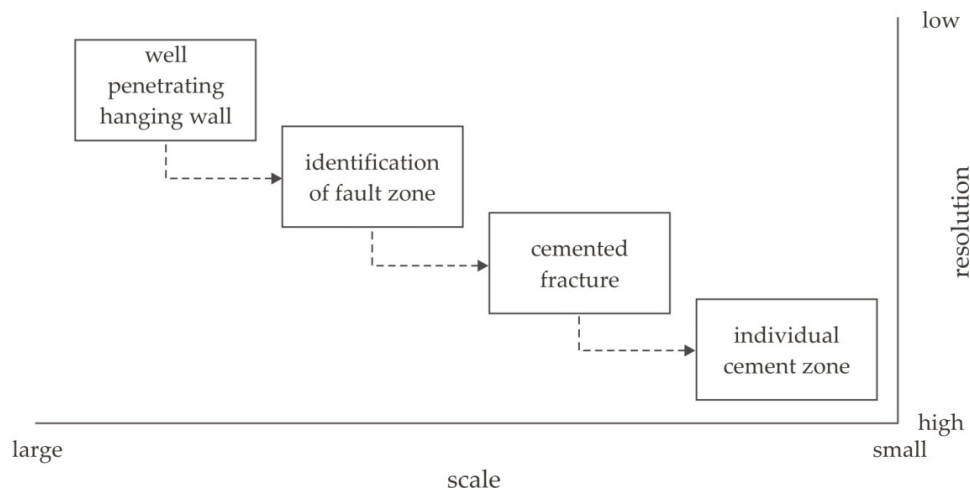 low
well
penetrating
hanging wall
identification
of fault zone
cemented
fracture
individual
cement zone
resolution
high
large
small
scale